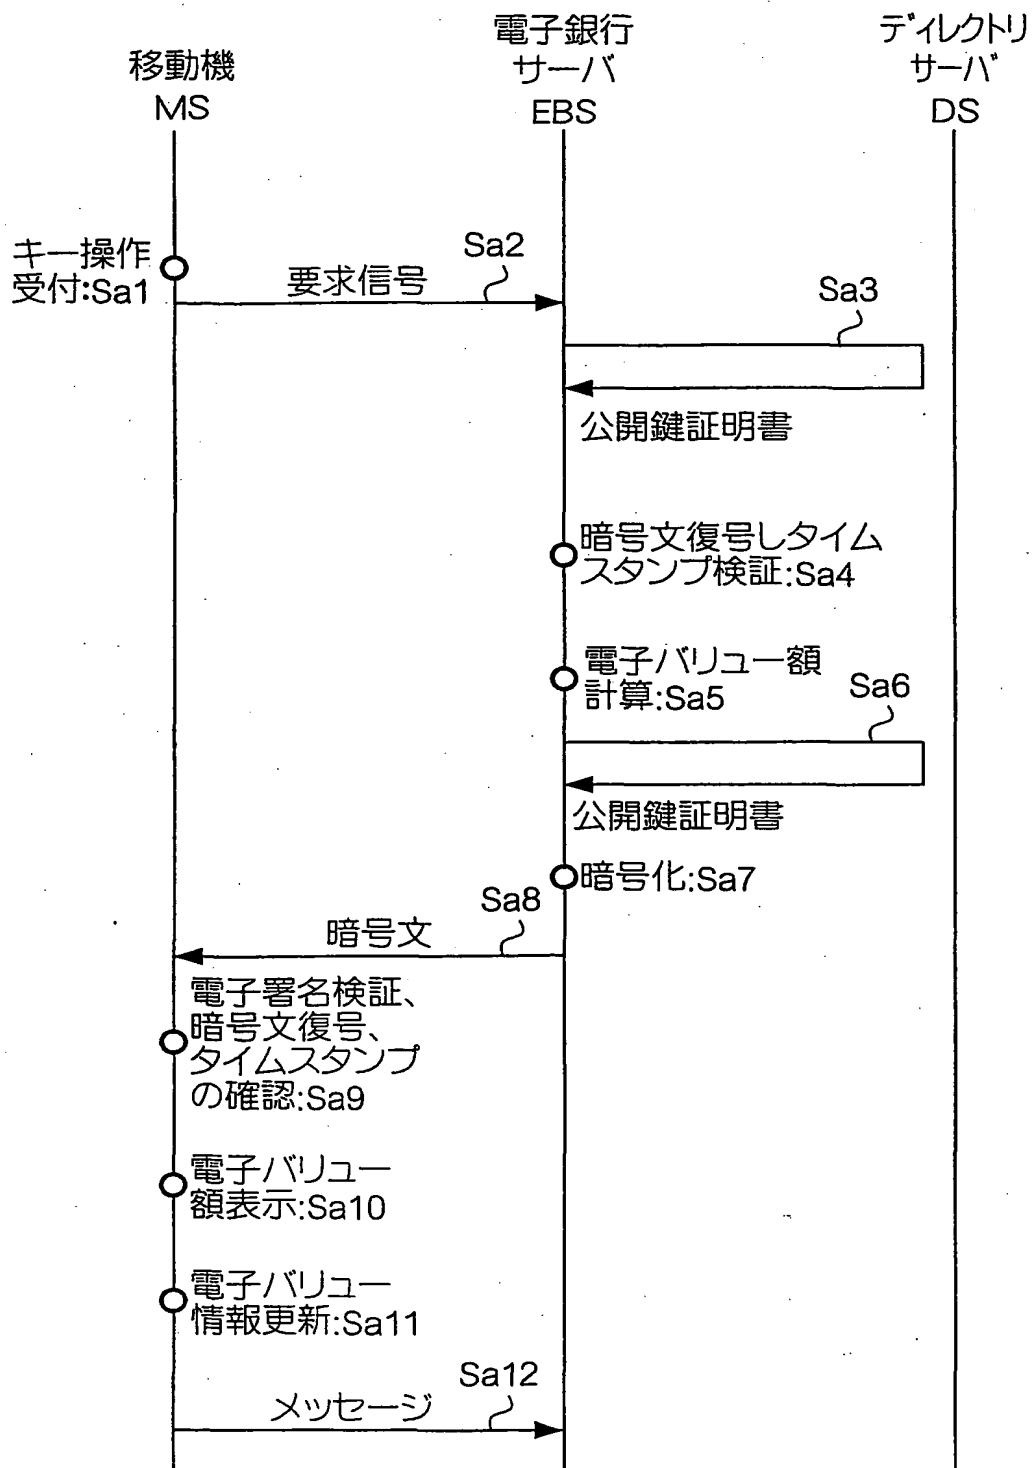 移動機
MS
電子銀行
サーバ
EBS
ディレクトリ
サーバ
DS
キー操作
受付:Sa1
要求信号
Sa2
Sa3
公開鍵証明書
暗号文復号しタイム
スタンプ検証:Sa4
電子バリュー額
計算:Sa5
Sa6
公開鍵証明書
暗号化:Sa7
Sa8
暗号文
電子署名検証、
暗号文復号、
タイムスタンプ
の確認:Sa9
電子バリュー
額表示:Sa10
電子バリュー
情報更新:Sa11
Sa12
メッセージ